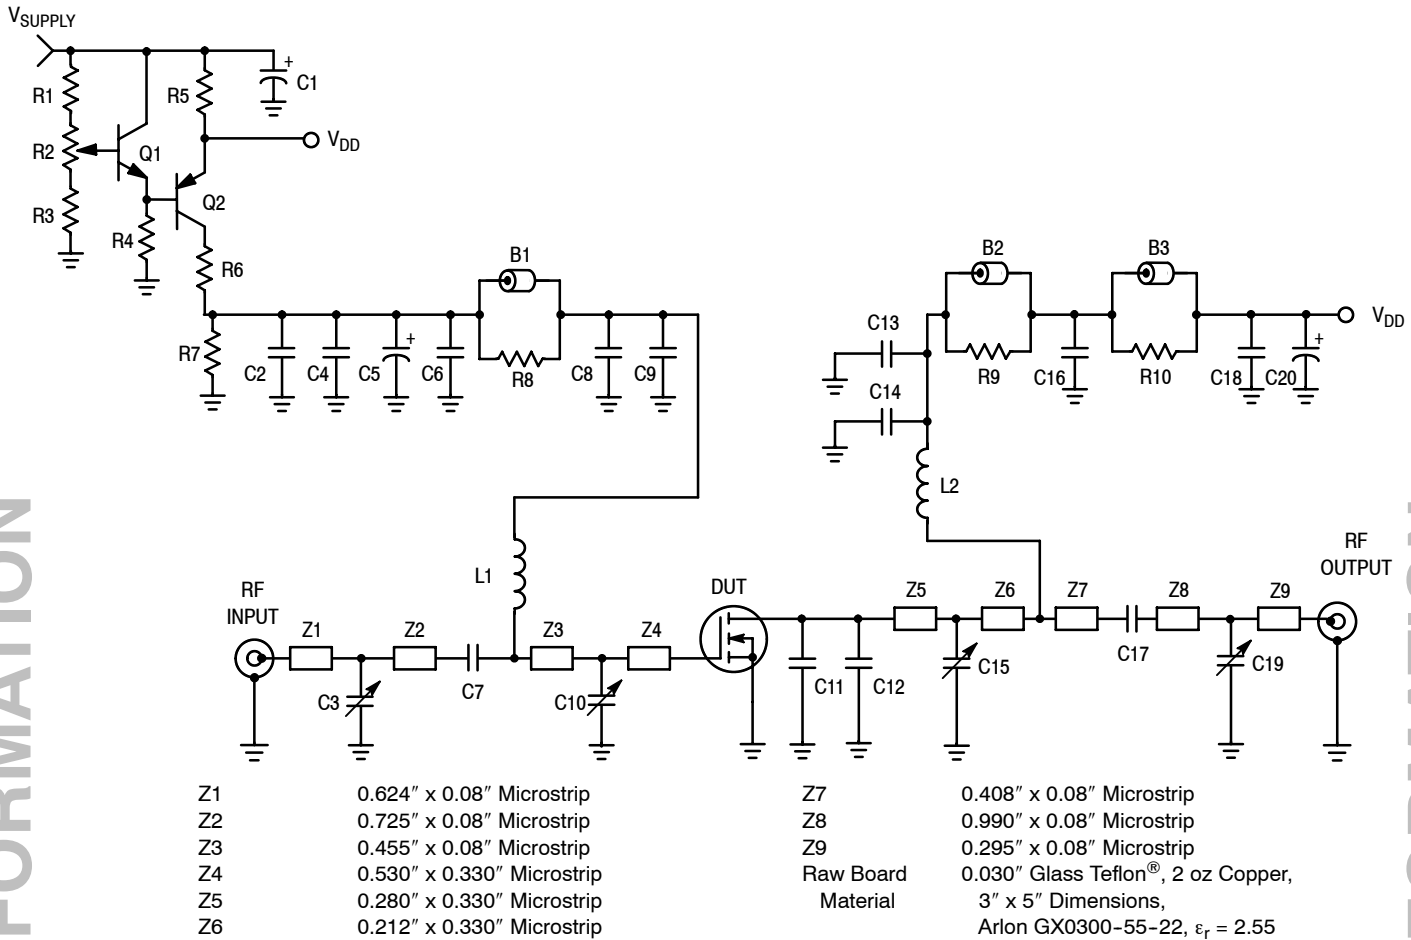 VSUPPLY
R1
R5
C1
R2
Q1
VDD
R3
R4
Q2
R6
B1
B2
B3
R7
C2
C4
C5
C6
R8
C8
C9
C13
C14
R9
C16
R10
C18
C20
VDD
+
+
+
L2
L1
RF
INPUT
DUT
RF
OUTPUT
Z1
Z2
Z3
Z4
Z5
Z6
Z7
Z8
Z9
C3
C7
C10
C11
C12
C15
C17
C19
Z1 0.624″ x 0.08″ Microstrip
Z2 0.725″ x 0.08″ Microstrip
Z3 0.455″ x 0.08″ Microstrip
Z4 0.530″ x 0.330″ Microstrip
Z5 0.280″ x 0.330″ Microstrip
Z6 0.212″ x 0.330″ Microstrip
Z7 0.408″ x 0.08″ Microstrip
Z8 0.990″ x 0.08″ Microstrip
Z9 0.295″ x 0.08″ Microstrip
Raw Board 0.030″ Glass Teflon®, 2 oz Copper,
Material 3″ x 5″ Dimensions,
Arlon GX0300-55-22, εr = 2.55
FORMATION